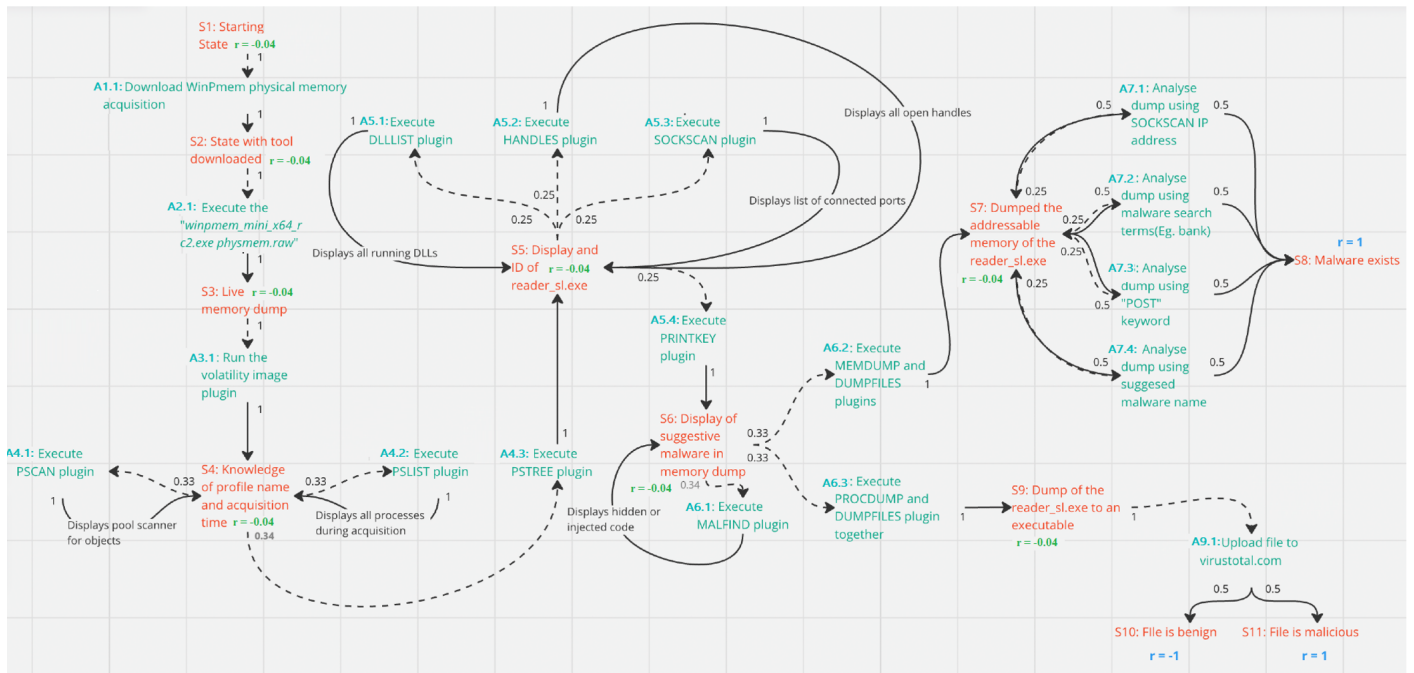 S1: Starting
State r = -0.04
1
A1.1: Download WinPmem physical memory
acquisition
1
S2: State with tool
downloaded r = -0.04
1
A2.1: Execute the
"winpmem_mini_x64_r
c2.exe physmem.raw"
1
S3: Live r = -0.04
memory dump
1
A3.1: Run the
volatility image
plugin
1
A4.1: Execute
PSCAN plugin
0.33
1
Displays pool scanner
for objects
S4: Knowledge
of profile name
and acquisition
time r = -0.04
0.34
0.33
A4.2: Execute
PSLIST plugin
1
Displays all processes
during acquisition
A4.3: Execute
PSTREE plugin
1
1
A5.1: Execute
DLLLIST plugin
Displays all running DLLs
0.25
1
A5.2: Execute
HANDLES plugin
0.25
Displays all open handles
A5.3: Execute
SOCKSCAN plugin
1
0.25
Displays list of connected ports
S5: Display and
ID of r = -0.04
reader_sl.exe
0.25
A5.4: Execute
PRINTKEY
plugin
1
S6: Display of
suggestive
malware in
memory dump
r = -0.04
0.34
Displays hidden or
injected code
A6.1: Execute
MALFIND plugin
0.33
0.33
A6.2: Execute
MEMDUMP and
DUMPFILES
plugins
1
A6.3: Execute
PROCDUMP and
DUMPFILES plugin
together
1
S7: Dumped the
addressable
memory of the
reader_sl.exe
r = -0.04
0.25
0.25
0.25
0.25
0.5
A7.1: Analyse
dump using
SOCKSCAN IP
address
0.5
0.5
A7.2: Analyse
dump using
malware search
terms(Eg. bank)
0.5
0.5
A7.3: Analyse
dump using
"POST"
keyword
0.5
0.5
A7.4: Analyse
dump using
suggesed
malware name
0.5
r = 1
S8: Malware exists
S9: Dump of the
reader_sl.exe to an
executable
r = -0.04
1
A9.1: Upload file to
virustotal.com
0.5
0.5
S10: FIle is benign
r = -1
S11: File is malicious
r = 1